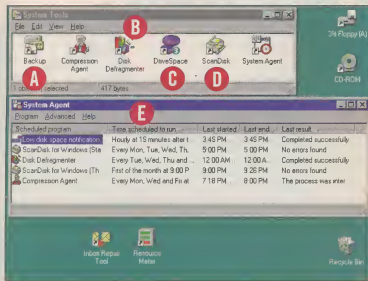 System Tools
B
File Edit View Help
Backup
Compression Agent
Disk Defragmenter
DriveSpace
ScanDisk
System Agent
A
C
D
1 object(s) selected 417 bytes
3½ Floppy (A)
CD-ROM
System Agent
E
Program Advanced Help
Scheduled program Time scheduled to run Last started Last end... Last result
Low disk space notification Hourly at 15 minutes after t... 3:45 PM 3:45 PM Completed successfully
ScanDisk for Windows (Sta Every Mon, Tue, Wed, Th. 5:00 PM 5:00 PM No errors found
Disk Defragmenter Every Tue, Wed, Thu and ... 12:00 AM 12:00 A... Completed successfully
ScanDisk for Windows (Th First of the month at 9:00 P 9:00 PM 9:26 PM No errors found
Compression Agent Every Mon, Wed and Fri at 7:18 PM 8:00 PM The process was inter
Inbox Repair Tool
Resource Meter
Recycle Bin